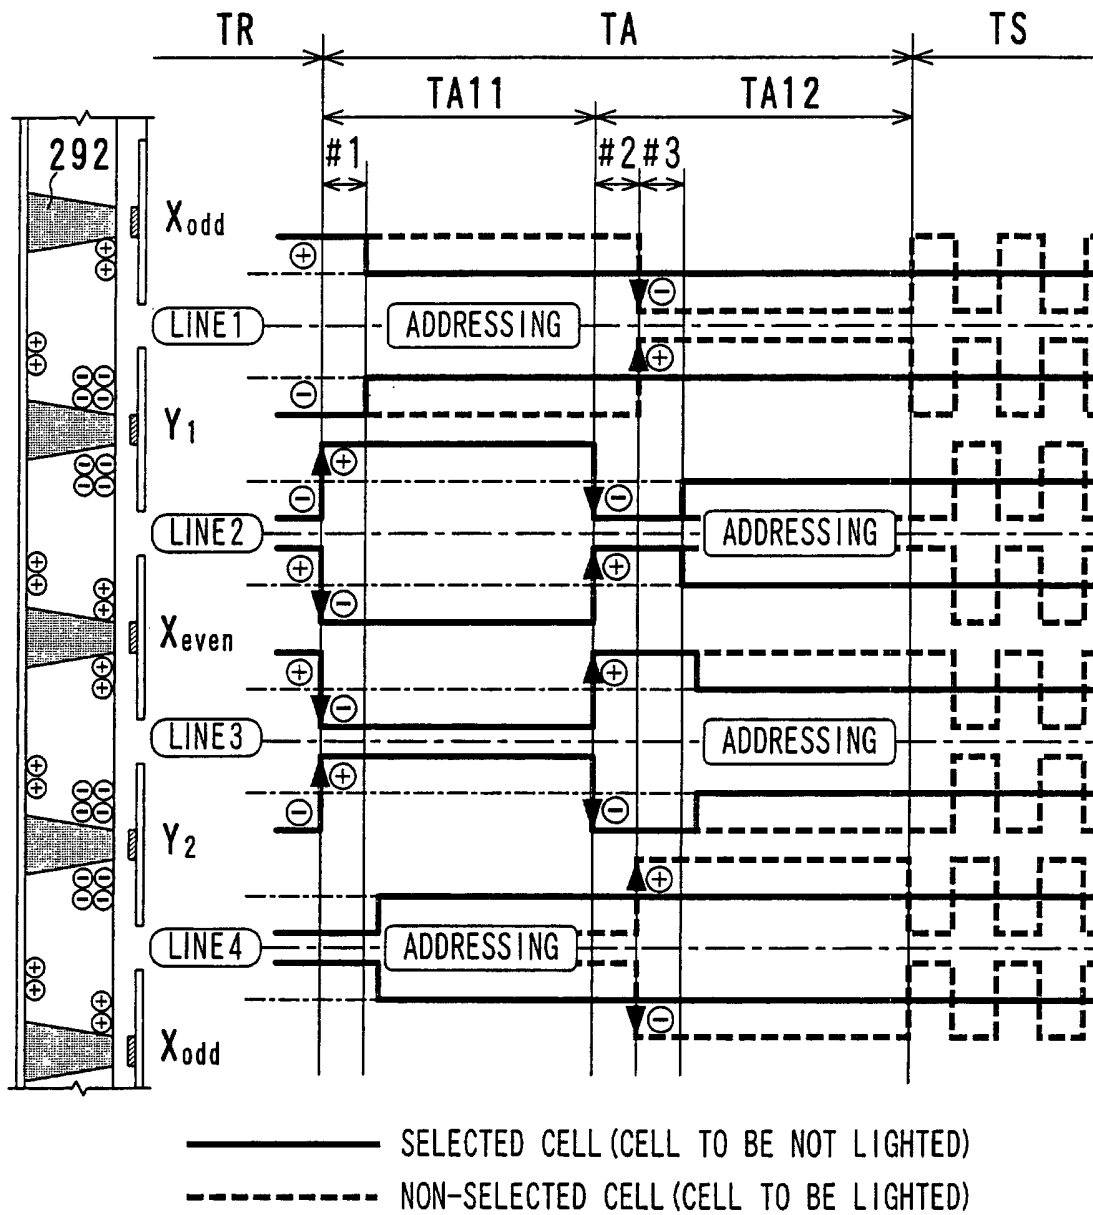 TR TA TS
TA11 TA12
#1 #2 #3
292
Xodd
⊕ ⊕
⊖
LINE1 ADDRESSING
⊕⊕ ⊖⊖ ⊕
⊖⊖ ⊖
Y1
⊕
⊖⊖ ⊖ ⊖
LINE2 ADDRESSING
⊕⊕ ⊕ ⊕ ⊕
⊖
Xeven
⊕ ⊕ ⊕
⊖
LINE3 ADDRESSING
⊕⊕ ⊖⊖ ⊕
⊖⊖ ⊖ ⊖
Y2
⊖⊖ ⊕
⊖⊖
LINE4 ADDRESSING
⊕⊕ ⊕⊕ ⊖
Xodd
SELECTED CELL(CELL TO BE NOT LIGHTED)
NON-SELECTED CELL(CELL TO BE LIGHTED)